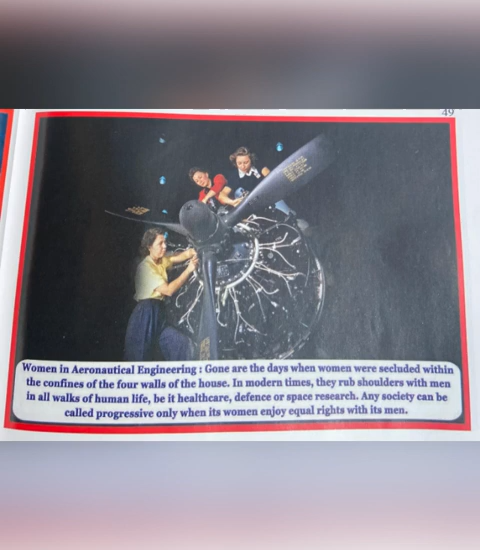 49
Women in Aeronautical Engineering : Gone are the days when women were secluded within
the confines of the four walls of the house. In modern times, they rub shoulders with men
in all walks of human life, be it healthcare, defence or space research. Any society can be
called progressive only when its women enjoy equal rights with its men.